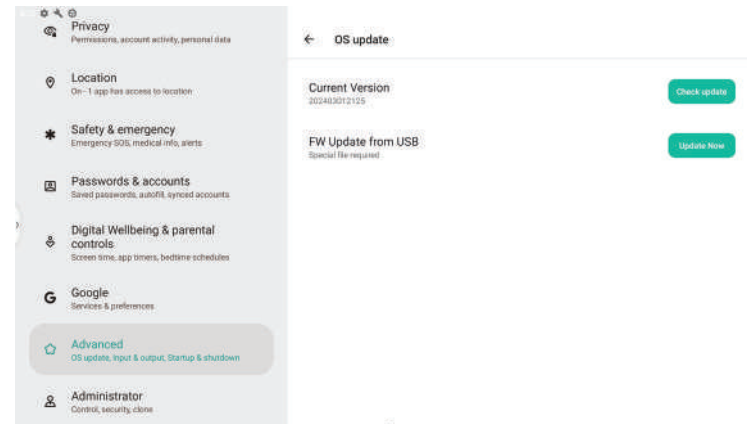 Privacy
Permissions, account activity, personal data
Location
On - 1 app has access to location
Safety & emergency
Emergency SOS, medical info, alerts
Passwords & accounts
Saved passwords, autofill, synced accounts
Digital Wellbeing & parental
controls
Screen time, app timers, bedtime schedules
Google
Services & preferences
Advanced
OS update, Input & output, Startup & shutdown
Administrator
Control, security, clone
OS update
Current Version
202403012125
Check update
FW Update from USB
Special file required
Update Now